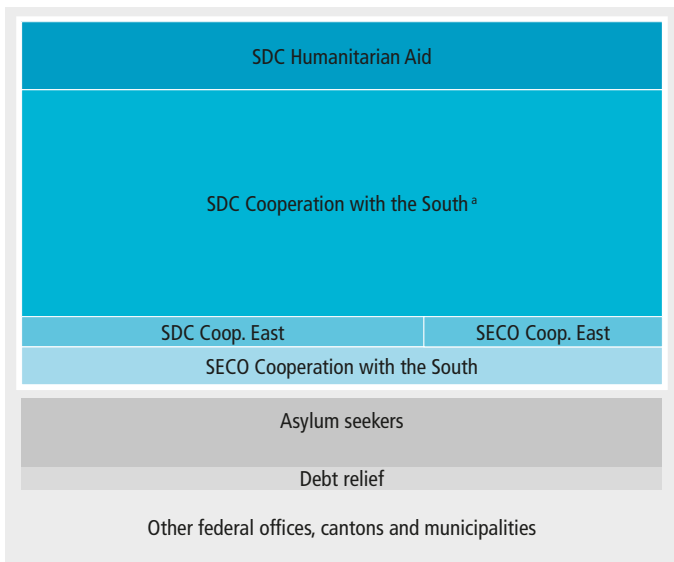 SDC Humanitarian Aid
SDC Cooperation with the South a
SDC Coop. East
SECO Coop. East
SECO Cooperation with the South
Asylum seekers
Debt relief
Other federal offices, cantons and municipalities